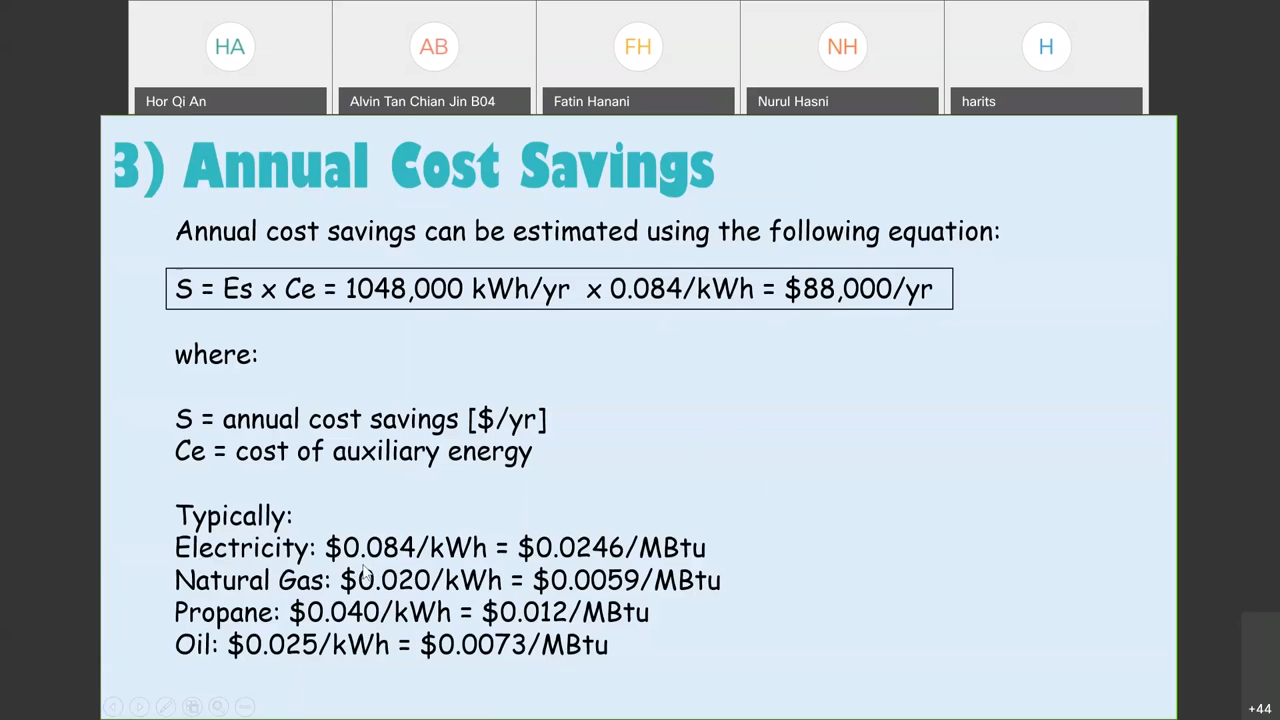 HA
AB
FH
NH
H
Hor Qi An
Alvin Tan Chian Jin B04
Fatin Hanani
Nurul Hasni
harits
3) Annual Cost Savings
Annual cost savings can be estimated using the following equation:
S = Es x Ce = 1048,000 kWh/yr x 0.084/kWh = $88,000/yr
where:
S = annual cost savings [$/yr]
Ce = cost of auxiliary energy
Typically:
Electricity: $0.084/kWh = $0.0246/MBtu
Natural Gas: $0.020/kWh = $0.0059/MBtu
Propane: $0.040/kWh = $0.012/MBtu
Oil: $0.025/kWh = $0.0073/MBtu
+44